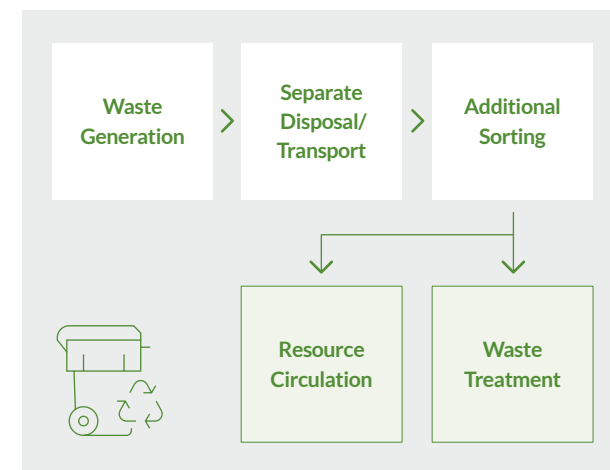 Waste
Generation
Separate
Disposal/
Transport
Additional
Sorting
Resource
Circulation
Waste
Treatment